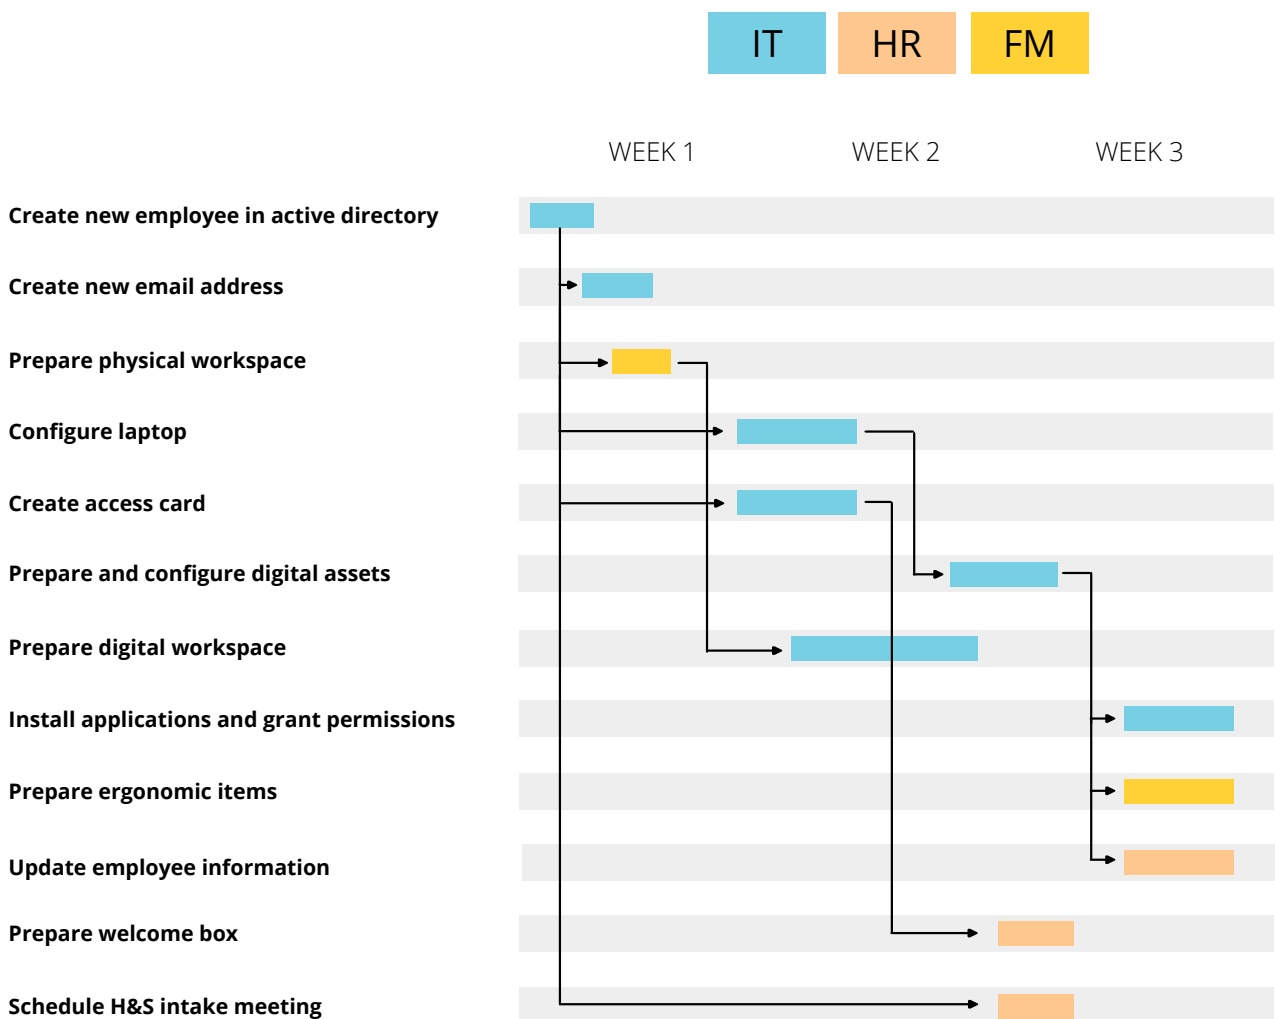 IT HR FM
WEEK 1 WEEK 2 WEEK 3
Create new employee in active directory
Create new email address
Prepare physical workspace
Configure laptop
Create access card
Prepare and configure digital assets
Prepare digital workspace
Install applications and grant permissions
Prepare ergonomic items
Update employee information
Prepare welcome box
Schedule H&S intake meeting